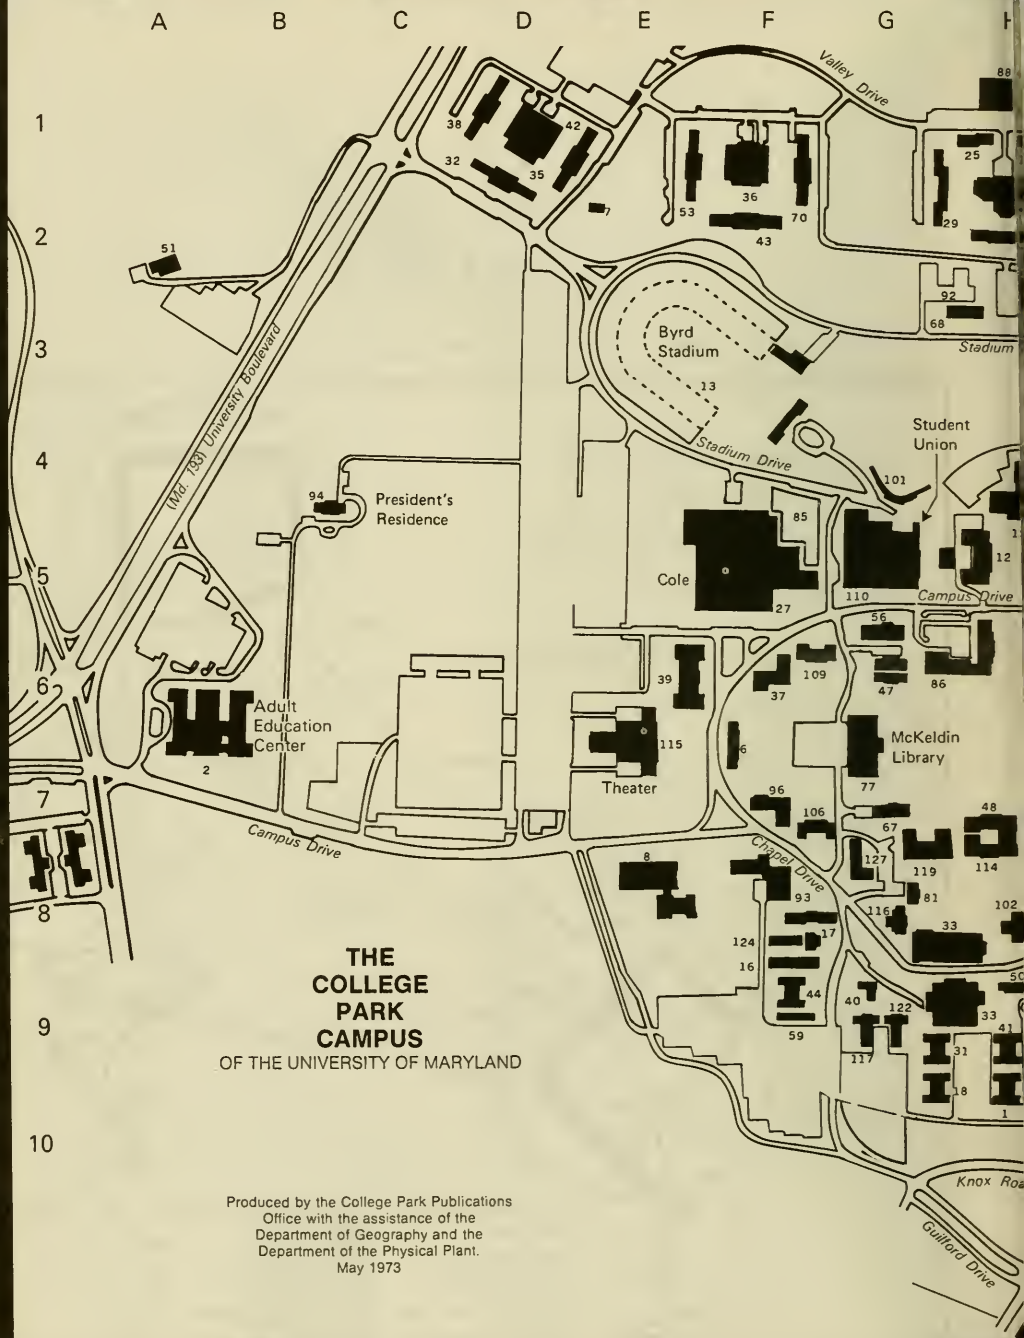 A B C D E F G H
1
2
3
4
5
6
7
8
9
10
Valley Drive
88
38
42
32
35
7
53
36
70
43
25
29
51
92
68
Stadium
Byrd
Stadium
13
(Md. 193) University Boulevard
Stadium Drive
Student
Union
101
94
President's
Residence
85
Cole
27
110
12
Campus Drive
56
109
47
86
39
37
Adult
Education
Center
2
115
6
McKeldin
Library
77
Theater
96
106
67
48
Campus Drive
Chapel Drive
8
127
119
114
93
81
116
102
33
124
17
16
44
40
122
50
33
41
59
117
31
18
1
THE
COLLEGE
PARK
CAMPUS
OF THE UNIVERSITY OF MARYLAND
Knox Roa
Guilford Drive
Produced by the College Park Publications
Office with the assistance of the
Department of Geography and the
Department of the Physical Plant.
May 1973